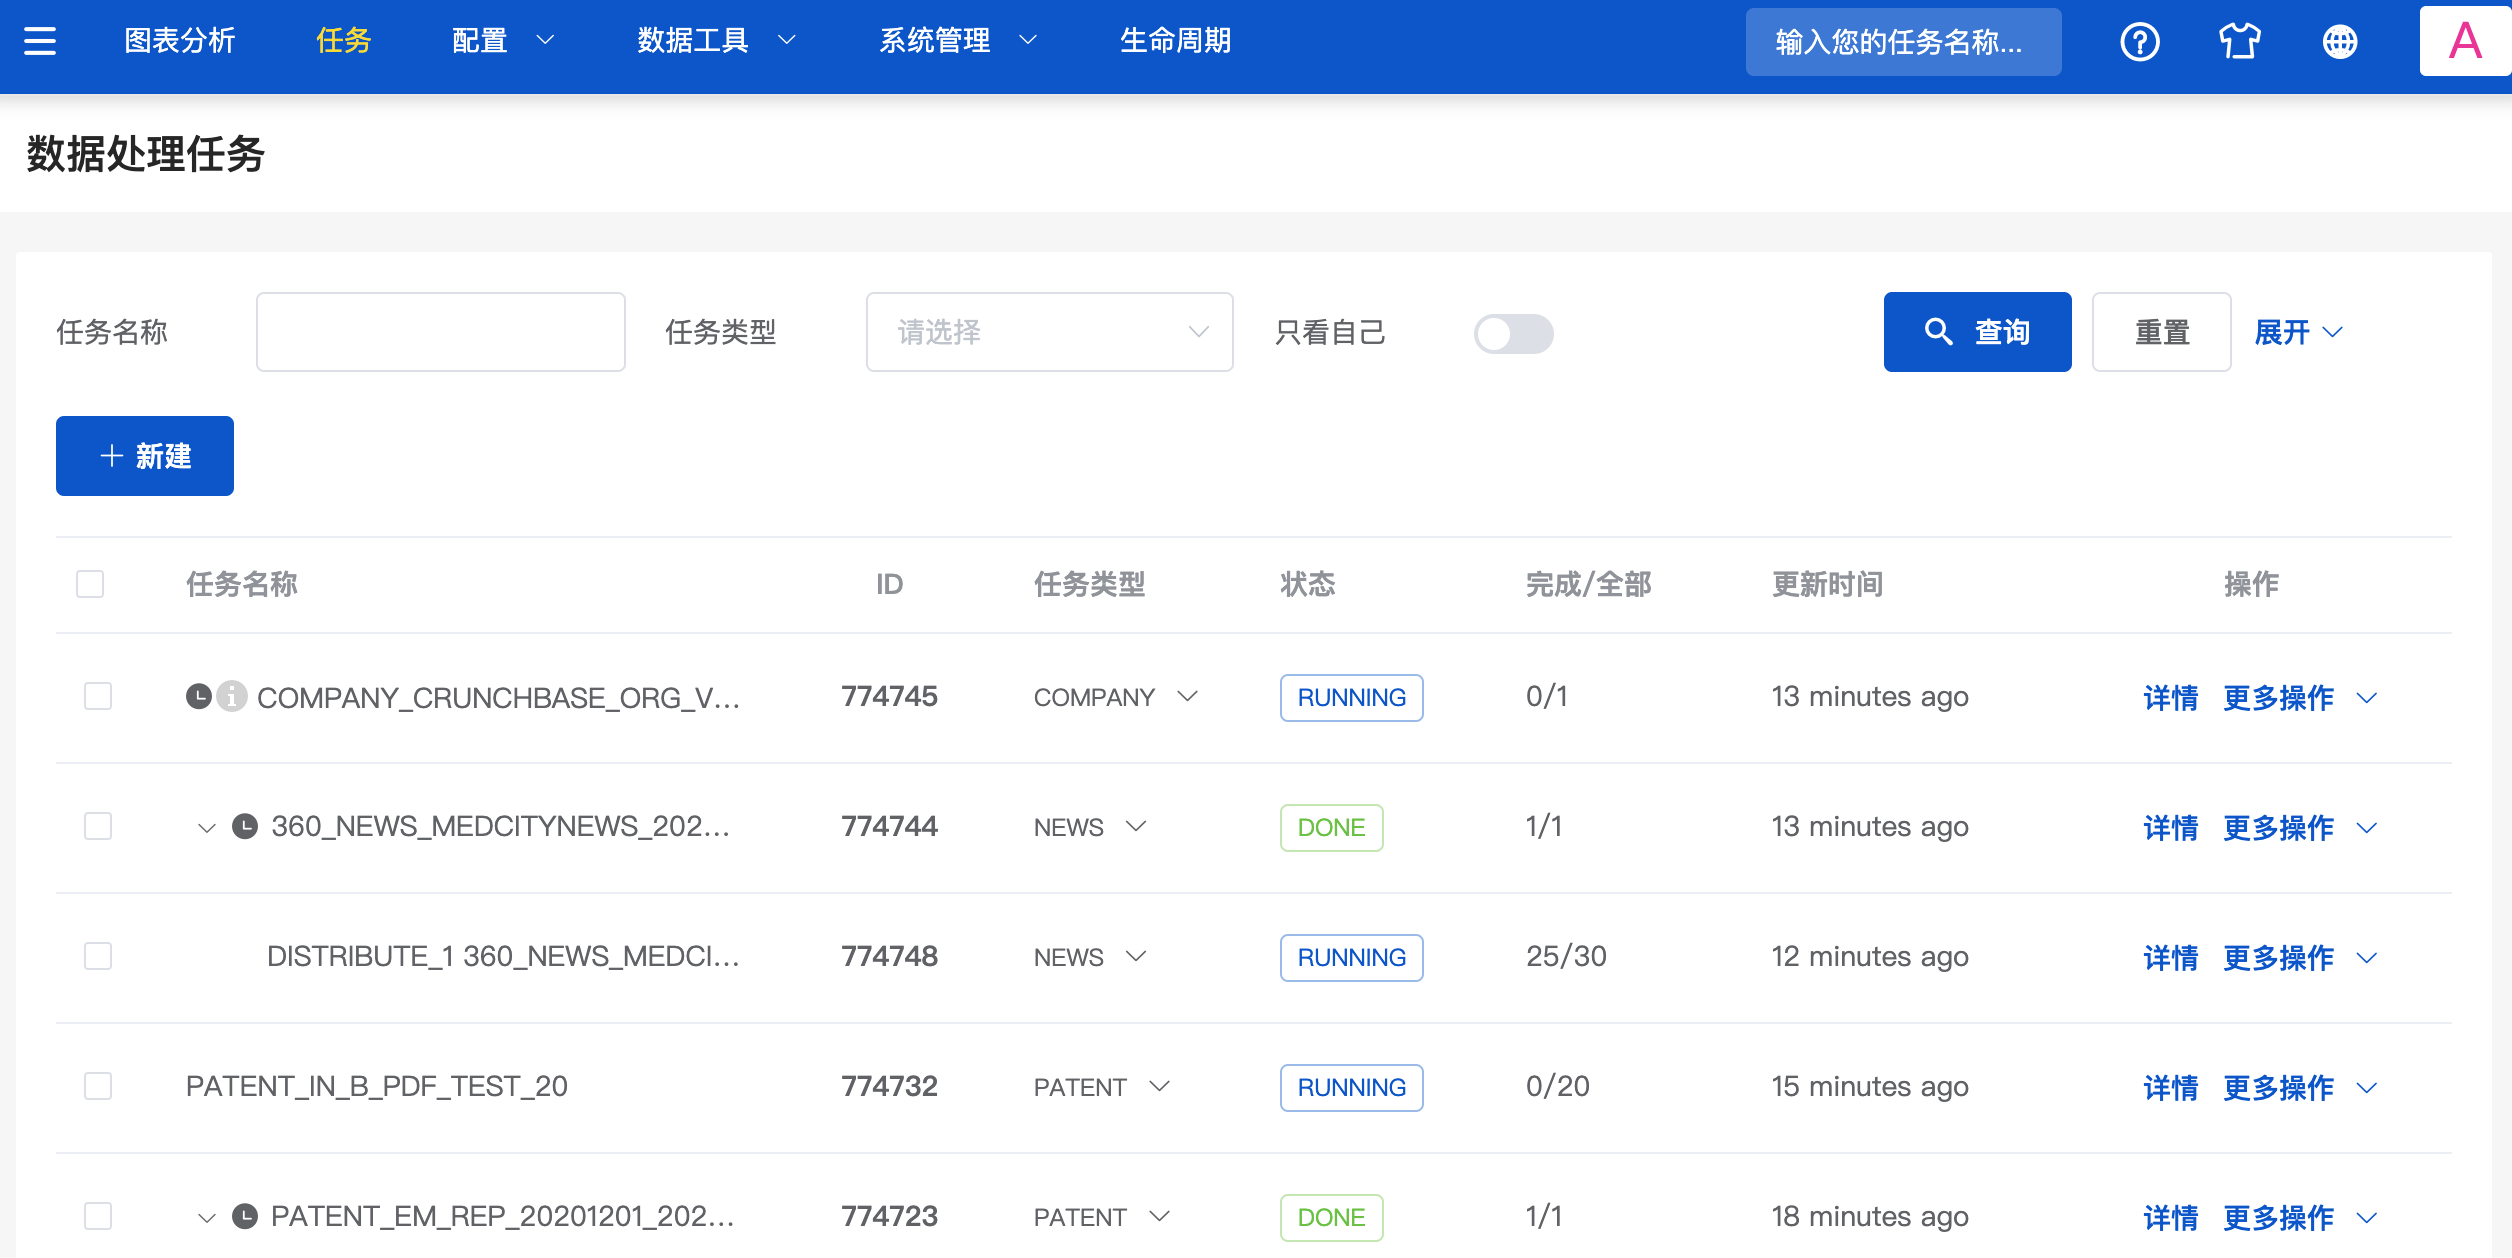 图表分析 任务 配置 数据工具 系统管理 生命周期 输入您的任务名称... A
数据处理任务
任务名称 任务类型 请选择 只看自己 查询 重置 展开
新建
任务名称 ID 任务类型 状态 完成/全部 更新时间 操作
COMPANY_CRUNCHBASE_ORG_V... 774745 COMPANY RUNNING 0/1 13 minutes ago 详情 更多操作
360_NEWS_MEDCITYNEWS_202... 774744 NEWS DONE 1/1 13 minutes ago 详情 更多操作
DISTRIBUTE_1 360_NEWS_MEDCI... 774748 NEWS RUNNING 25/30 12 minutes ago 详情 更多操作
PATENT_IN_B_PDF_TEST_20 774732 PATENT RUNNING 0/20 15 minutes ago 详情 更多操作
PATENT_EM_REP_20201201_202... 774723 PATENT DONE 1/1 18 minutes ago 详情 更多操作